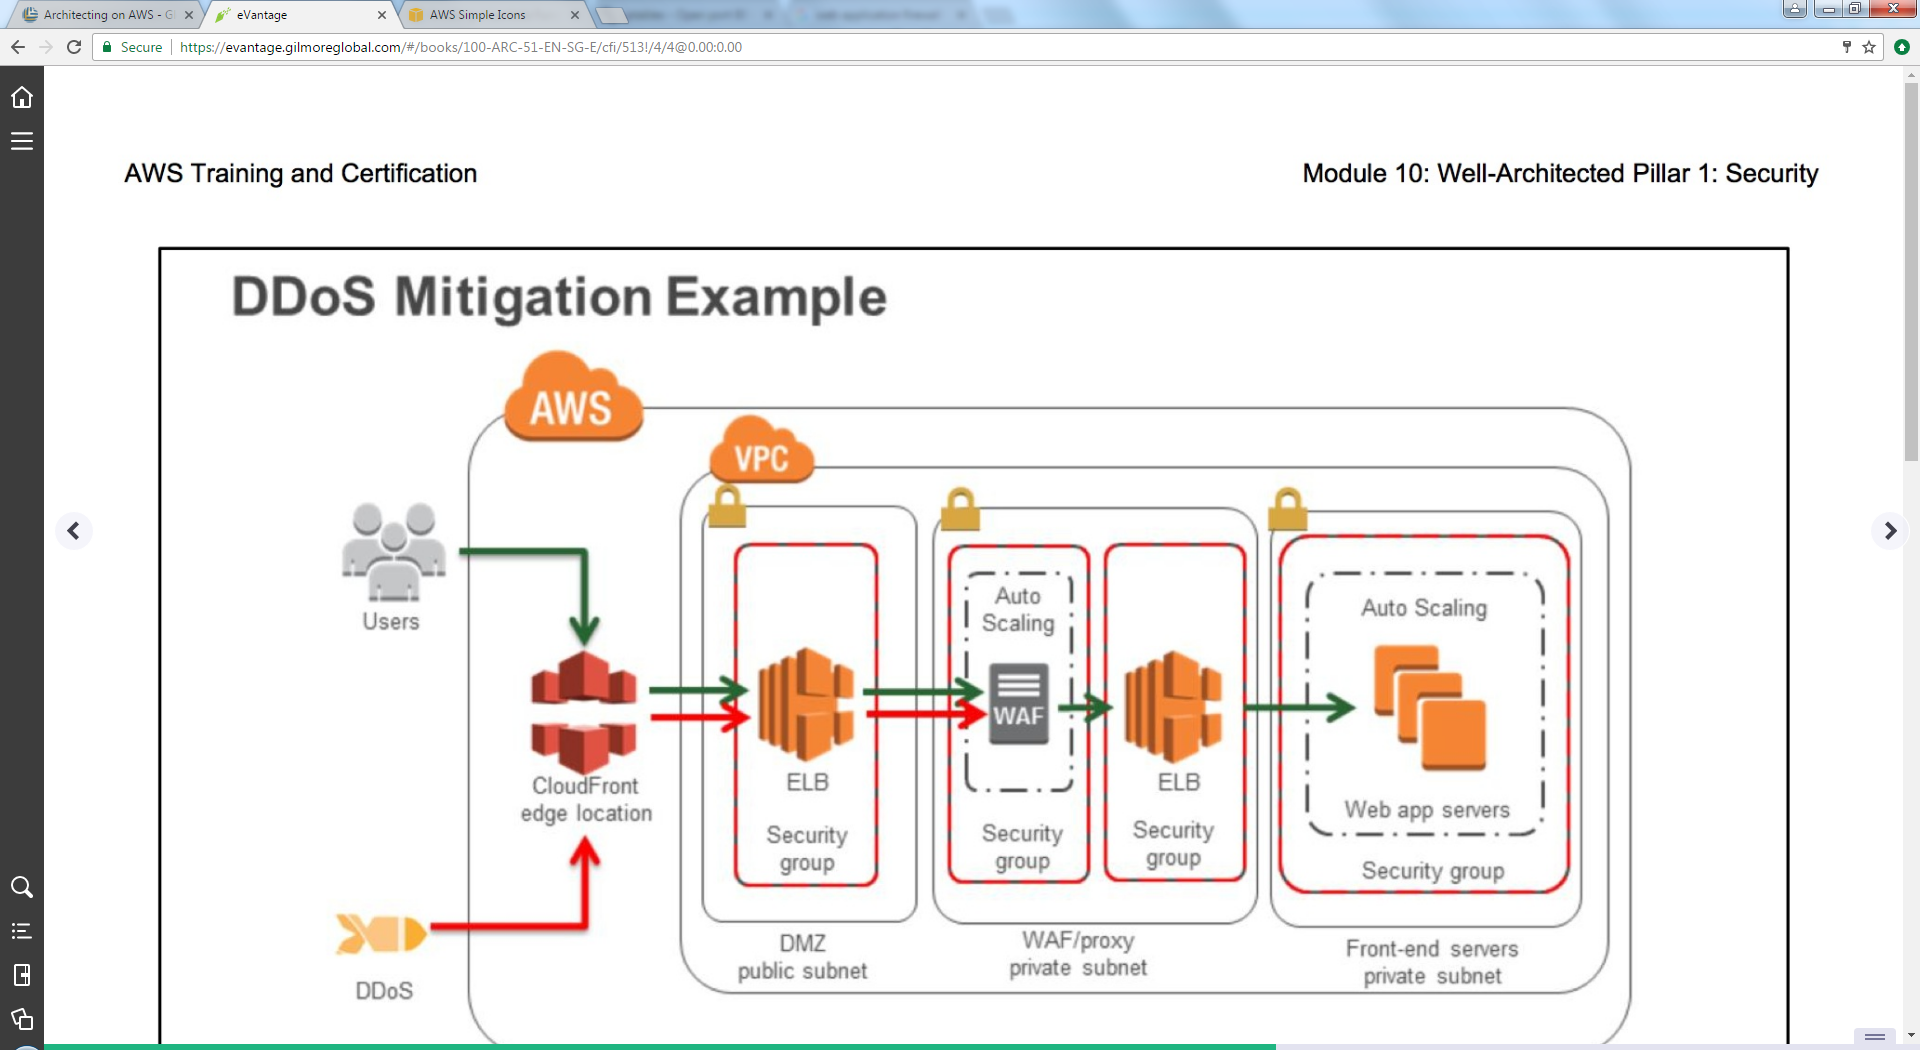 Architecting on AWS - G
eVantage
AWS Simple Icons
Secure
https://evantage.gilmoreglobal.com/#/books/100-ARC-51-EN-SG-E/cfi/513!/4/4@0.00:0.00
AWS Training and Certification
Module 10: Well-Architected Pillar 1: Security
DDoS Mitigation Example
AWS
VPC
Users
Auto
Scaling
Auto Scaling
WAF
ELB
ELB
CloudFront
edge location
Web app servers
Security
group
Security
group
Security
group
Security group
DMZ
public subnet
WAF/proxy
private subnet
Front-end servers
private subnet
DDoS